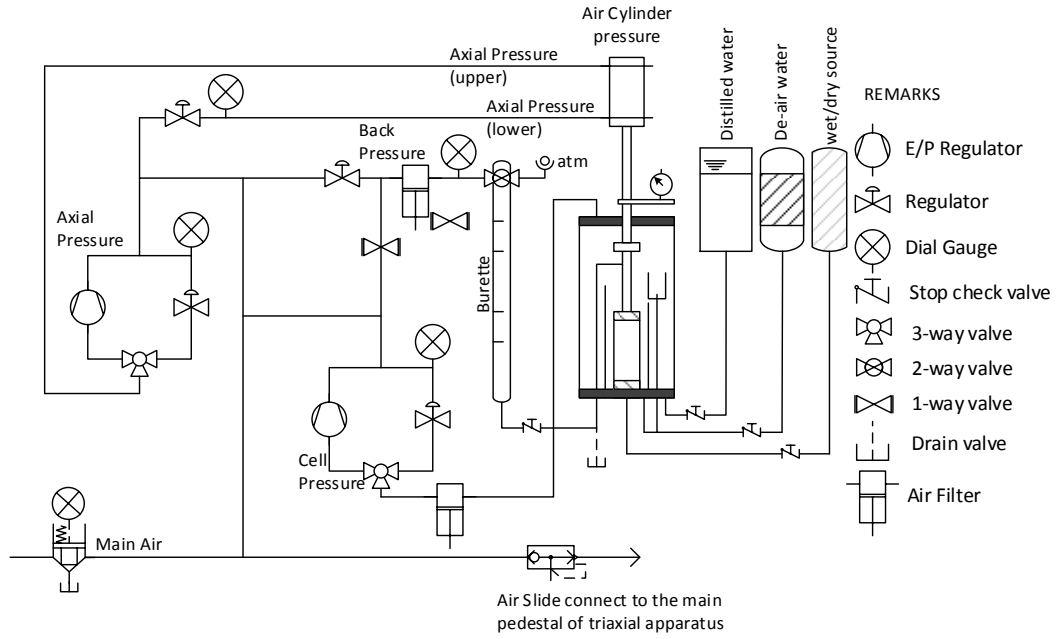 Air Cylinder
pressure
Axial Pressure
(upper)
Axial Pressure
(lower)
Back
Pressure
atm
Axial
Pressure
Burette
Cell
Pressure
Main Air
Air Slide connect to the main
pedestal of triaxial apparatus
Distilled water
De-air water
wet/dry source
REMARKS
E/P Regulator
Regulator
Dial Gauge
Stop check valve
3-way valve
2-way valve
1-way valve
Drain valve
Air Filter